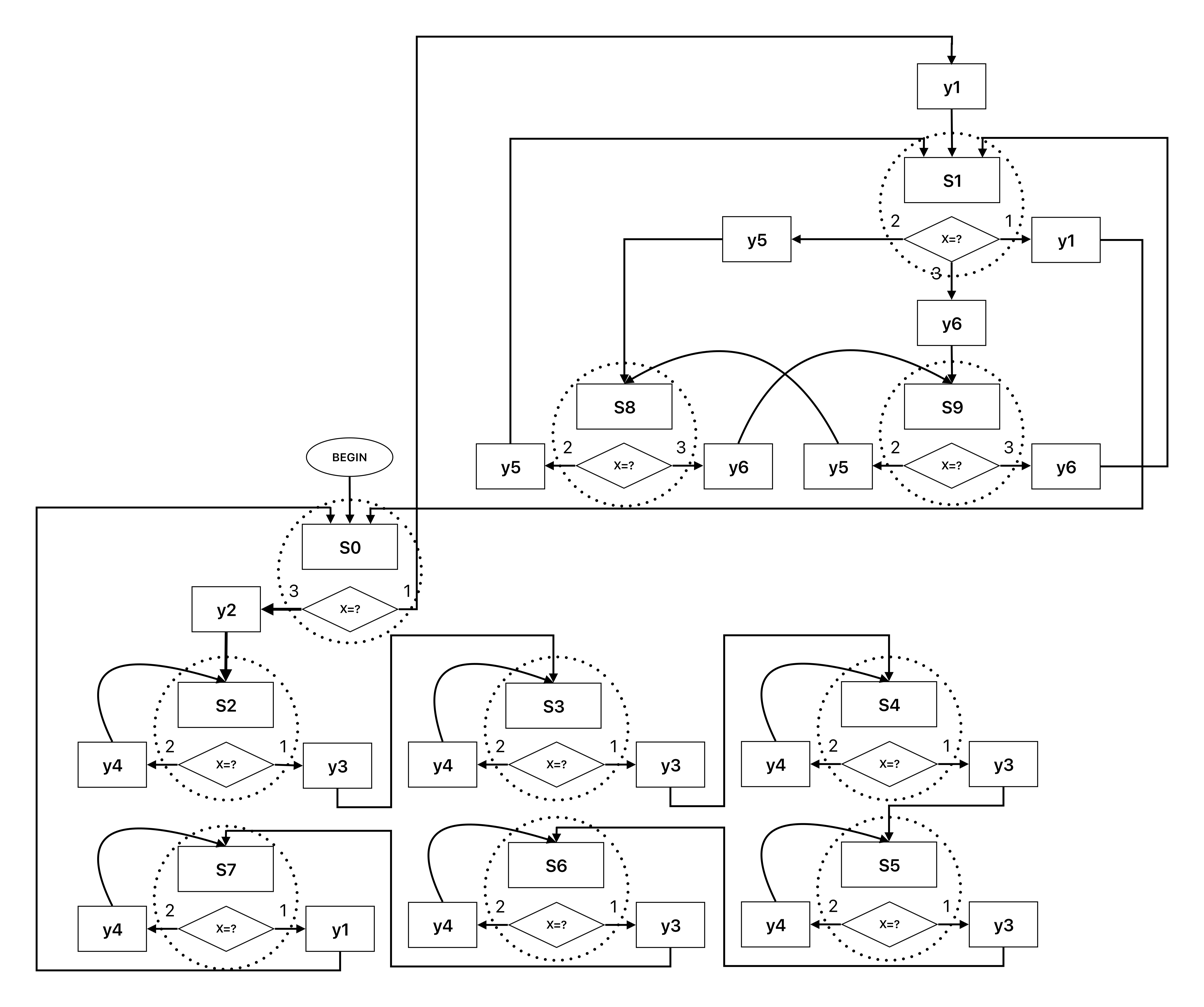 y1
S1
2 X=? 1
y5 y1
3
y6
S8 S9
2 X=? 3 2 X=? 3
y5 y6 y5 y6
BEGIN
S0
3 X=? 1
y2
S2 S3 S4
2 X=? 1 2 X=? 1 2 X=? 1
y4 y3 y4 y3 y4 y3
S7 S6 S5
2 X=? 1 2 X=? 1 2 X=? 1
y4 y1 y4 y3 y4 y3